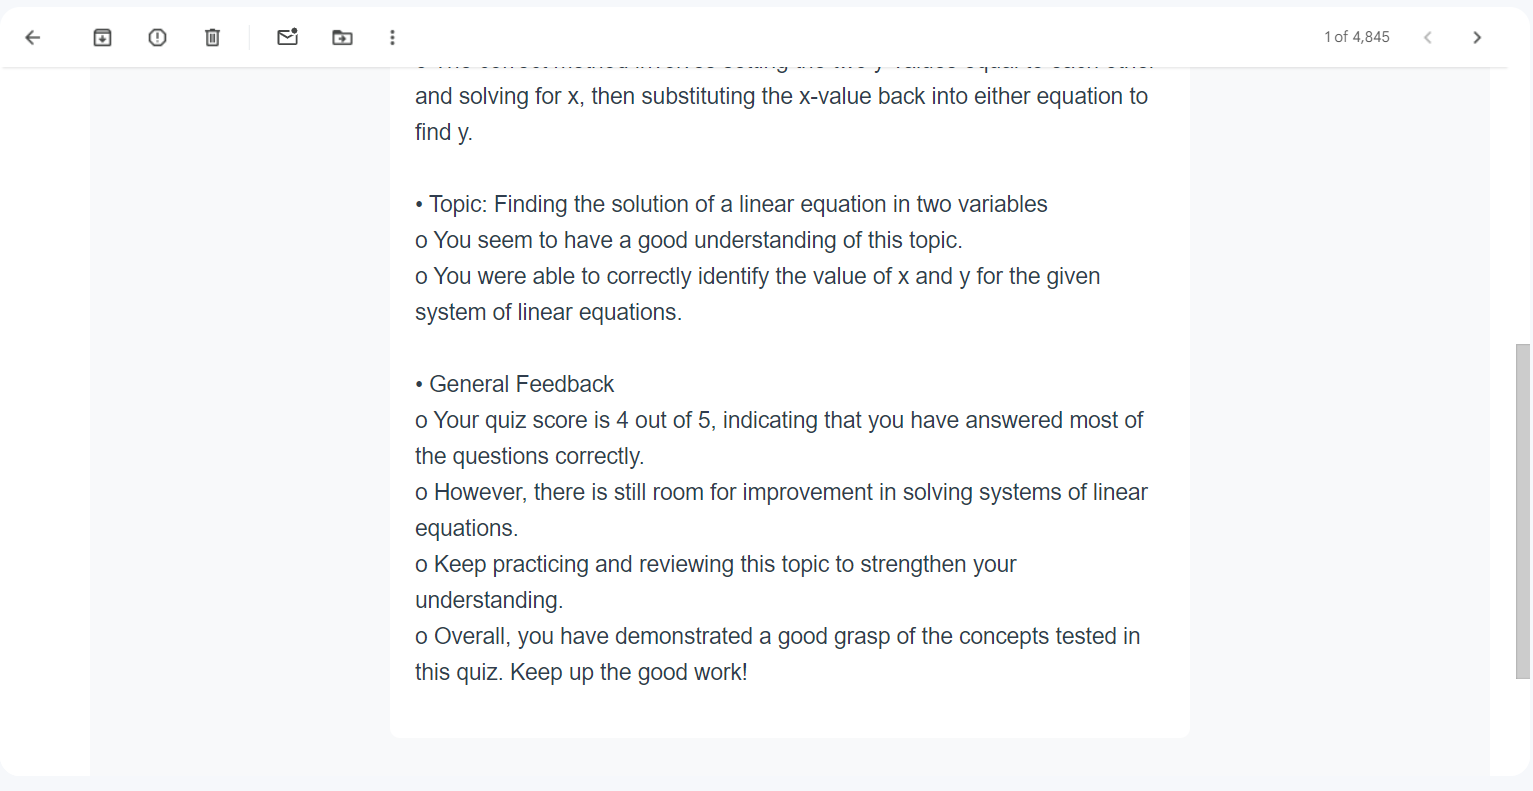 1 of 4,845
and solving for x, then substituting the x-value back into either equation to
find y.
• Topic: Finding the solution of a linear equation in two variables
o You seem to have a good understanding of this topic.
o You were able to correctly identify the value of x and y for the given
system of linear equations.
• General Feedback
o Your quiz score is 4 out of 5, indicating that you have answered most of
the questions correctly.
o However, there is still room for improvement in solving systems of linear
equations.
o Keep practicing and reviewing this topic to strengthen your
understanding.
o Overall, you have demonstrated a good grasp of the concepts tested in
this quiz. Keep up the good work!